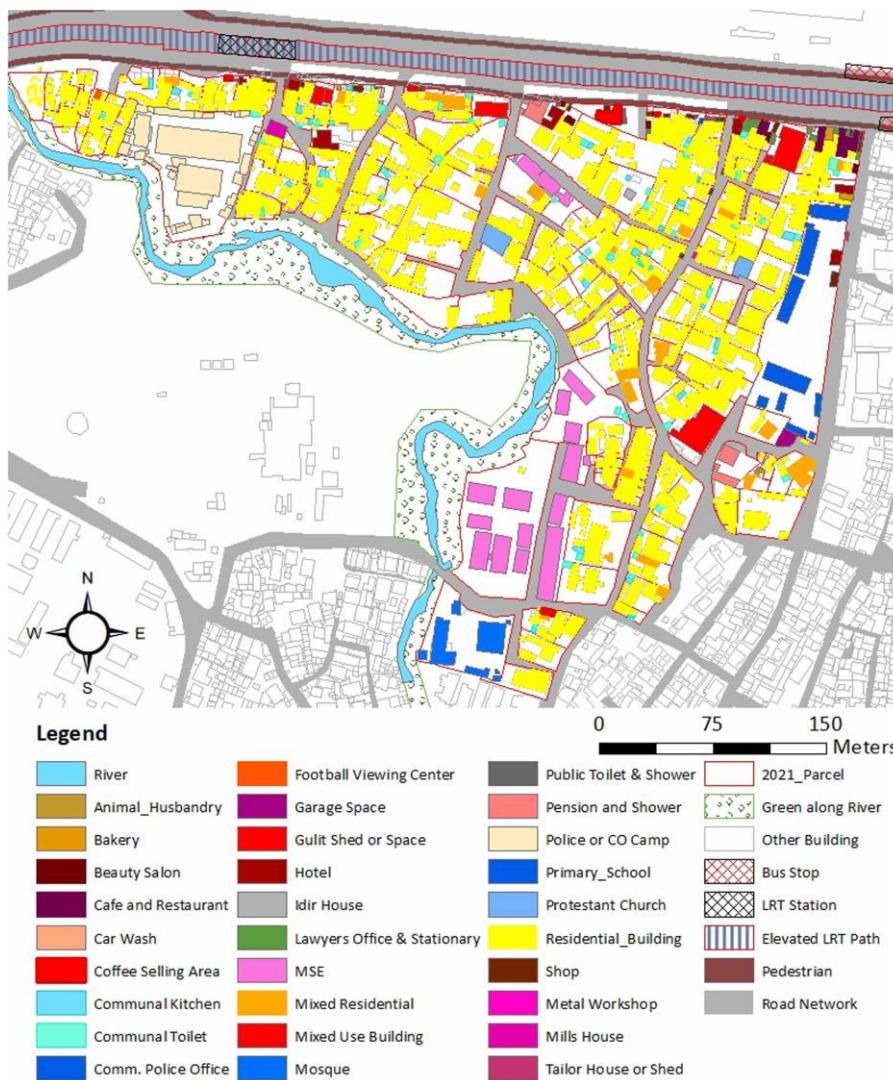 N
W E
S
Legend
0 75 150
Meters
River
Animal_Husbandry
Bakery
Beauty Salon
Cafe and Restaurant
Car Wash
Coffee Selling Area
Communal Kitchen
Communal Toilet
Comm. Police Office
Football Viewing Center
Garage Space
Gulit Shed or Space
Hotel
Idir House
Lawyers Office & Stationary
MSE
Mixed Residential
Mixed Use Building
Mosque
Public Toilet & Shower
Pension and Shower
Police or CO Camp
Primary_School
Protestant Church
Residential_Building
Shop
Metal Workshop
Mills House
Tailor House or Shed
2021_Parcel
Green along River
Other Building
Bus Stop
LRT Station
Elevated LRT Path
Pedestrian
Road Network